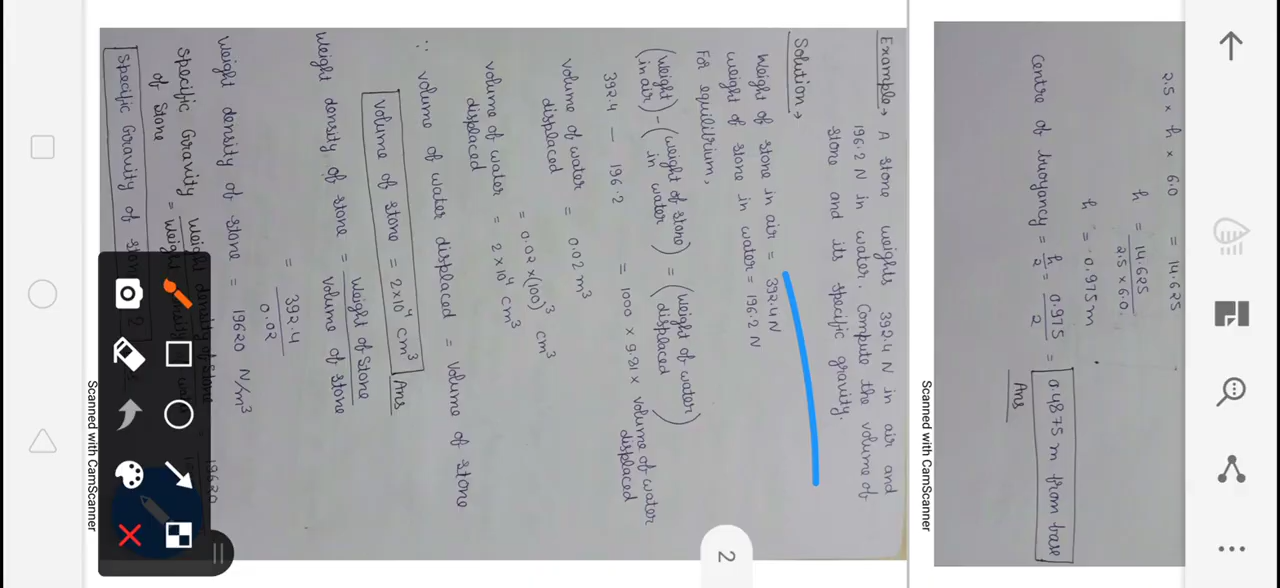 2.5 × h × 6.0 = 14.625
h = 14.625
2.5 × 6.0
h = 0.975 m
Centre of buoyancy = h/2 = 0.975/2 = 0.4875 m from base
Ans
Scanned with CamScanner
2
Example → A stone weighs 392.4 N in air and
196.2 N in water. Compute the volume of
stone and its specific gravity.
Solution →
Weight of stone in air = 392.4 N
weight of stone in water = 196.2 N
For equilibrium,
(Weight in air) - (weight of stone in water) = (weight of water displaced)
392.4 — 196.2 = 1000 × 9.81 × volume of water displaced
volume of water displaced = 0.02 m³
= 0.02 × (100)³ cm³
volume of water displaced = 2 × 10⁴ cm³
∴ volume of water displaced = volume of stone
volume of stone = 2×10⁴ cm³ Ans
weight density of stone = Weight of Stone
volume of stone
= 392.4
0.02
weight density of stone = 19620 N/m³
Specific Gravity of Stone = Weight density of stone
Weight
19620
Specific Gravity of stone
Scanned with CamScanner